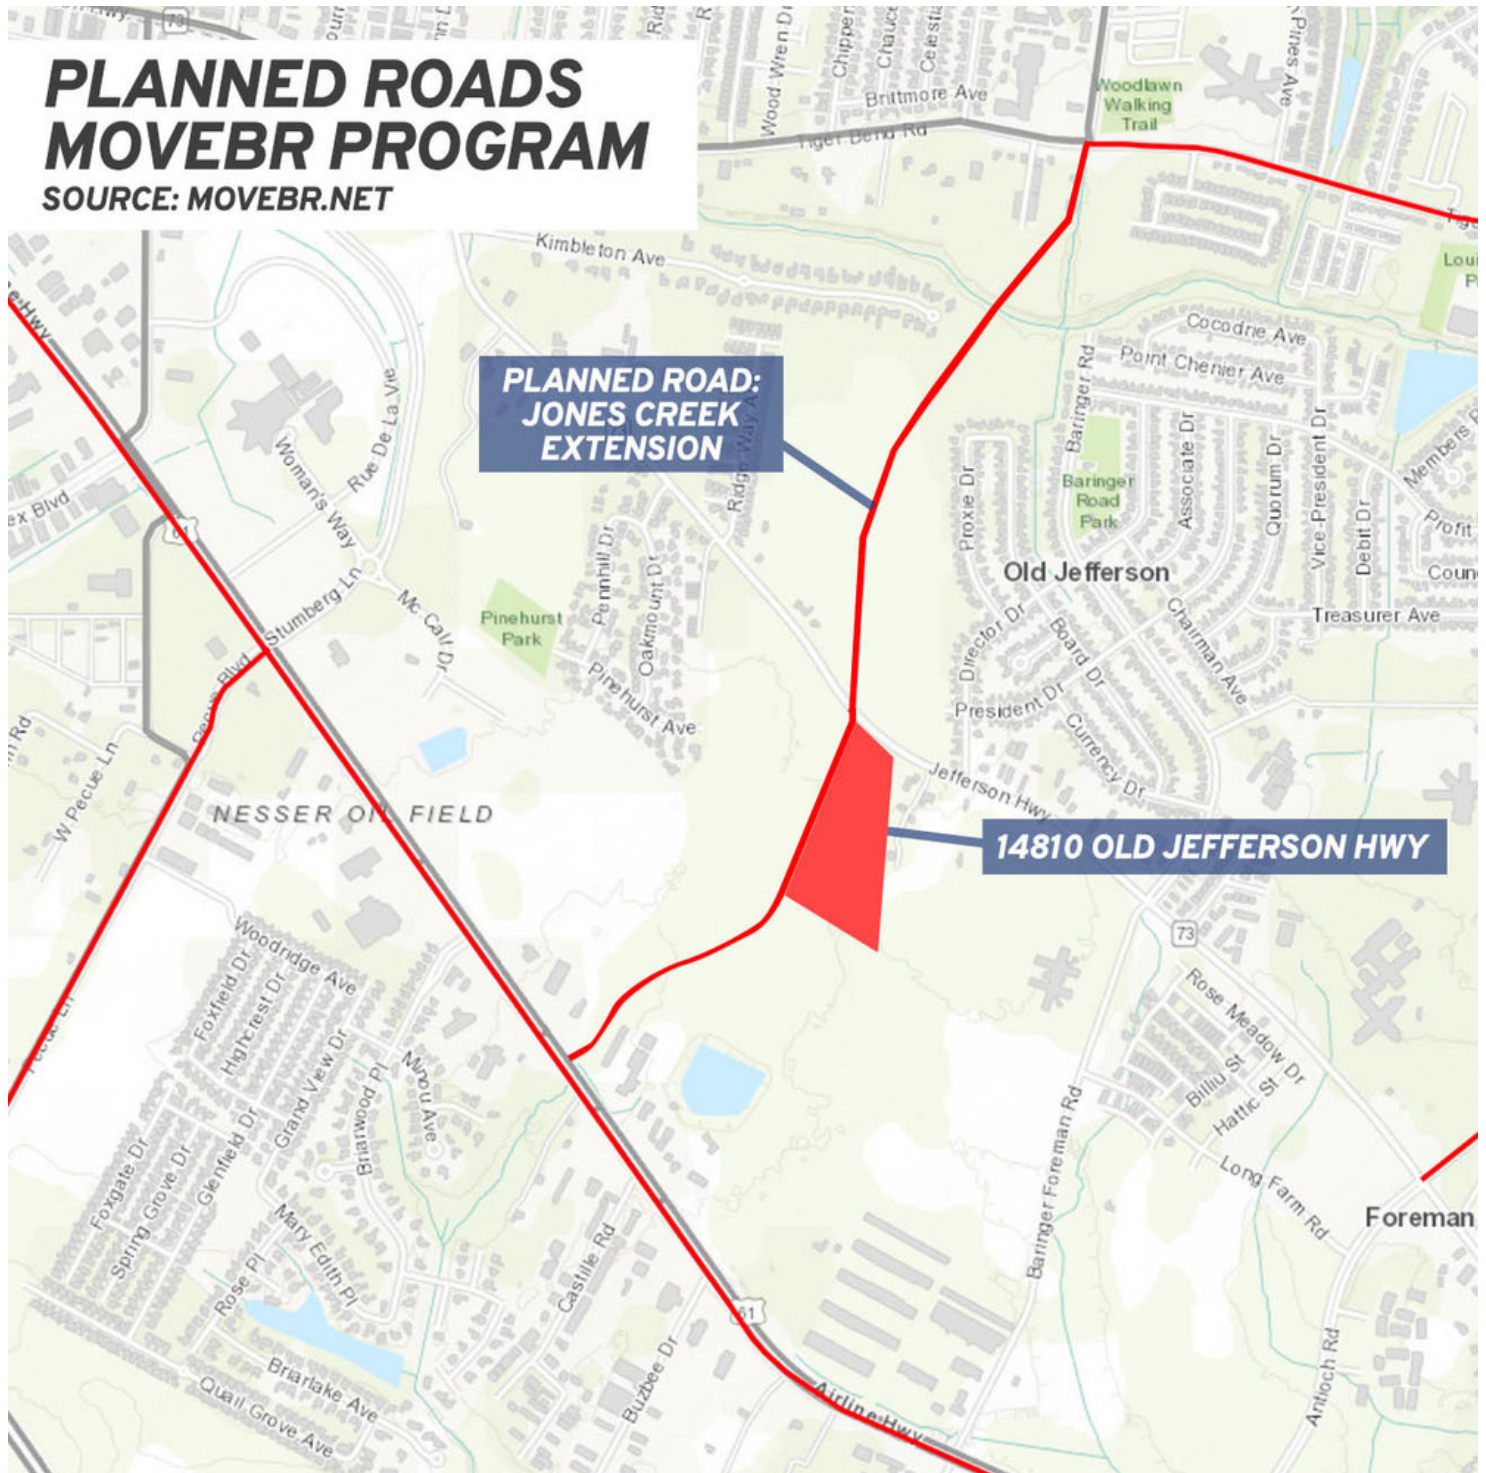 PLANNED ROADS
MOVEBR PROGRAM
SOURCE: MOVEBR.NET
73
Wood Wren Dr
Brittmore Ave
Tiger Bend Rd
Woodlawn
Walking
Trail
Kimbleton Ave
Cocodrie Ave
Point Chenier Ave
Baringer Rd
PLANNED ROAD:
JONES CREEK
EXTENSION
Rue De La Vie
Woman's Way
Stumberg Ln
Mc Call Dr
61
Pinehurst
Park
Pennhill Dr
Oakmount Dr
Pinehurst Ave
Proxie Dr
Baringer
Road
Park
Associate Dr
Quorum Dr
Vice-President Dr
Debit Dr
Profit
Old Jefferson
Director Dr
Board Dr
Chairman Ave
Treasurer Ave
President Dr
Currency Dr
Jefferson Hwy
W Pecue Ln
NESSER OIL FIELD
14810 OLD JEFFERSON HWY
73
Woodridge Ave
Foxfield Dr
Highcrest Dr
Grand View Dr
Briarwood Pl
Minou Ave
Foxgate Dr
Spring Grove Dr
Glenfield Dr
Rose Pl
Mary Edith Pl
Briarlake Ave
Quail Grove Ave
Castille Rd
Buzbee Dr
61
Airline Hwy
Baringer Foreman Rd
Rose Meadow Dr
Billiu St
Hattie St
Long Farm Rd
Foreman
Antioch Rd